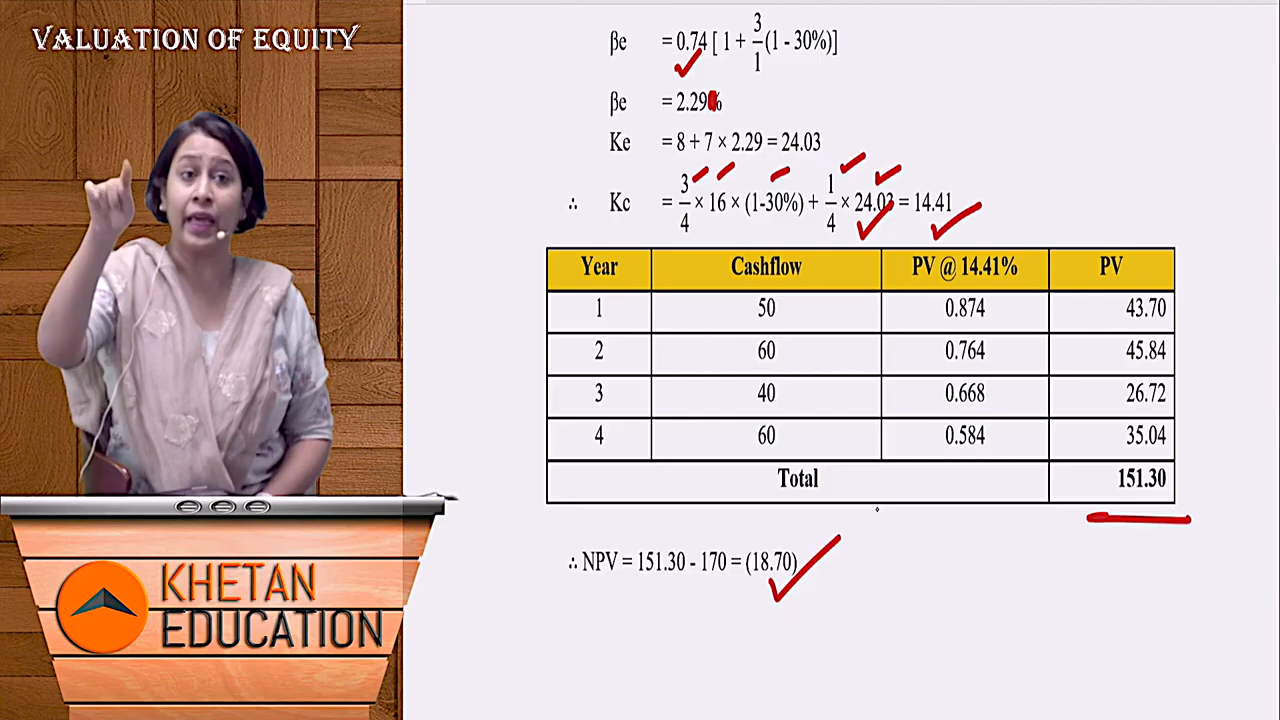 VALUATION OF EQUITY
βe = 0.74 [ 1 + 3/1 (1 - 30%)]
βe = 2.29%
Ke = 8 + 7 × 2.29 = 24.03
∴ Kc = 3/4 × 16 × (1-30%) + 1/4 × 24.03 = 14.41
Year Cashflow PV @ 14.41% PV
1 50 0.874 43.70
2 60 0.764 45.84
3 40 0.668 26.72
4 60 0.584 35.04
Total 151.30
∴ NPV = 151.30 - 170 = (18.70)
KHETAN
EDUCATION